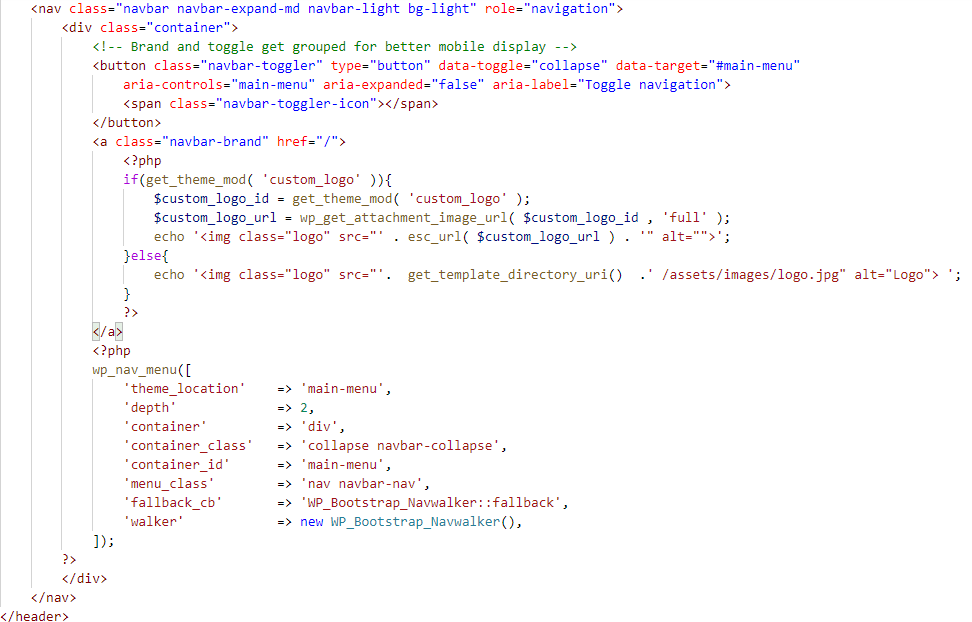 <nav class="navbar navbar-expand-md navbar-light bg-light" role="navigation">
<div class="container">
<!-- Brand and toggle get grouped for better mobile display -->
<button class="navbar-toggler" type="button" data-toggle="collapse" data-target="#main-menu"
aria-controls="main-menu" aria-expanded="false" aria-label="Toggle navigation">
<span class="navbar-toggler-icon"></span>
</button>
<a class="navbar-brand" href="/">
<?php
if(get_theme_mod( 'custom_logo' )){
$custom_logo_id = get_theme_mod( 'custom_logo' );
$custom_logo_url = wp_get_attachment_image_url( $custom_logo_id , 'full' );
echo '<img class="logo" src="' . esc_url( $custom_logo_url ) . '" alt="">';
}else{
echo '<img class="logo" src="'.  get_template_directory_uri()  .' /assets/images/logo.jpg" alt="Logo"> ';
}
?>
</a>
<?php
wp_nav_menu([
'theme_location'    => 'main-menu',
'depth'             => 2,
'container'         => 'div',
'container_class'   => 'collapse navbar-collapse',
'container_id'      => 'main-menu',
'menu_class'        => 'nav navbar-nav',
'fallback_cb'       => 'WP_Bootstrap_Navwalker::fallback',
'walker'            => new WP_Bootstrap_Navwalker(),
]);
?>
</div>
</nav>
</header>